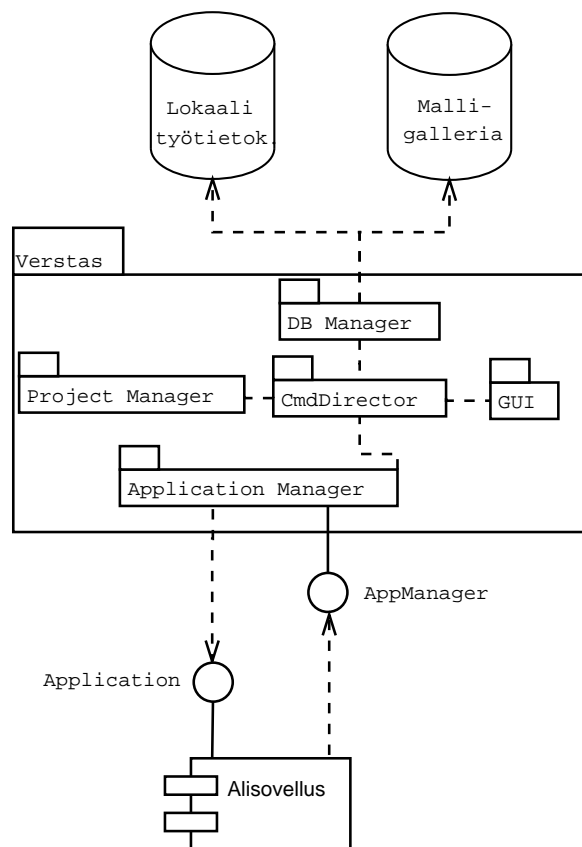 Lokaali
työtietok.
Malli-
galleria
Verstas
DB Manager
Project Manager
CmdDirector
GUI
Application Manager
AppManager
Application
Alisovellus